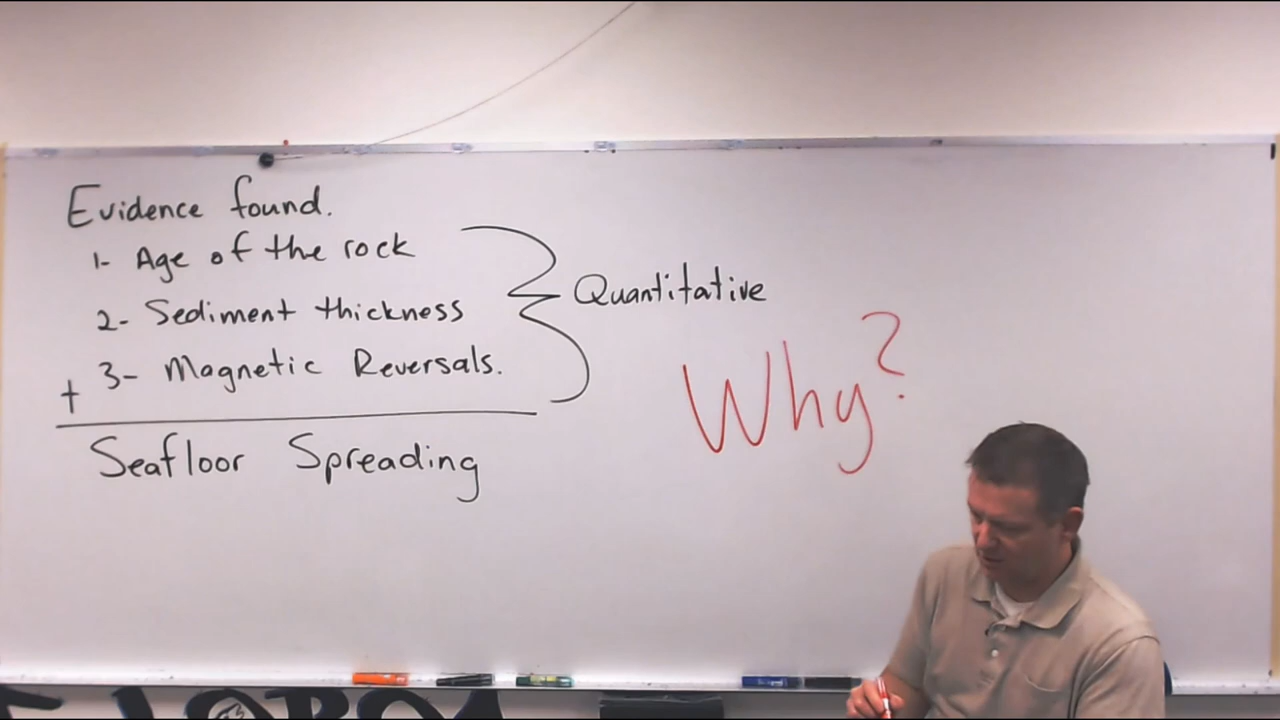 Evidence found.
1- Age of the rock
2- Sediment thickness
+ 3- Magnetic Reversals.
Seafloor Spreading
Quantitative
Why?